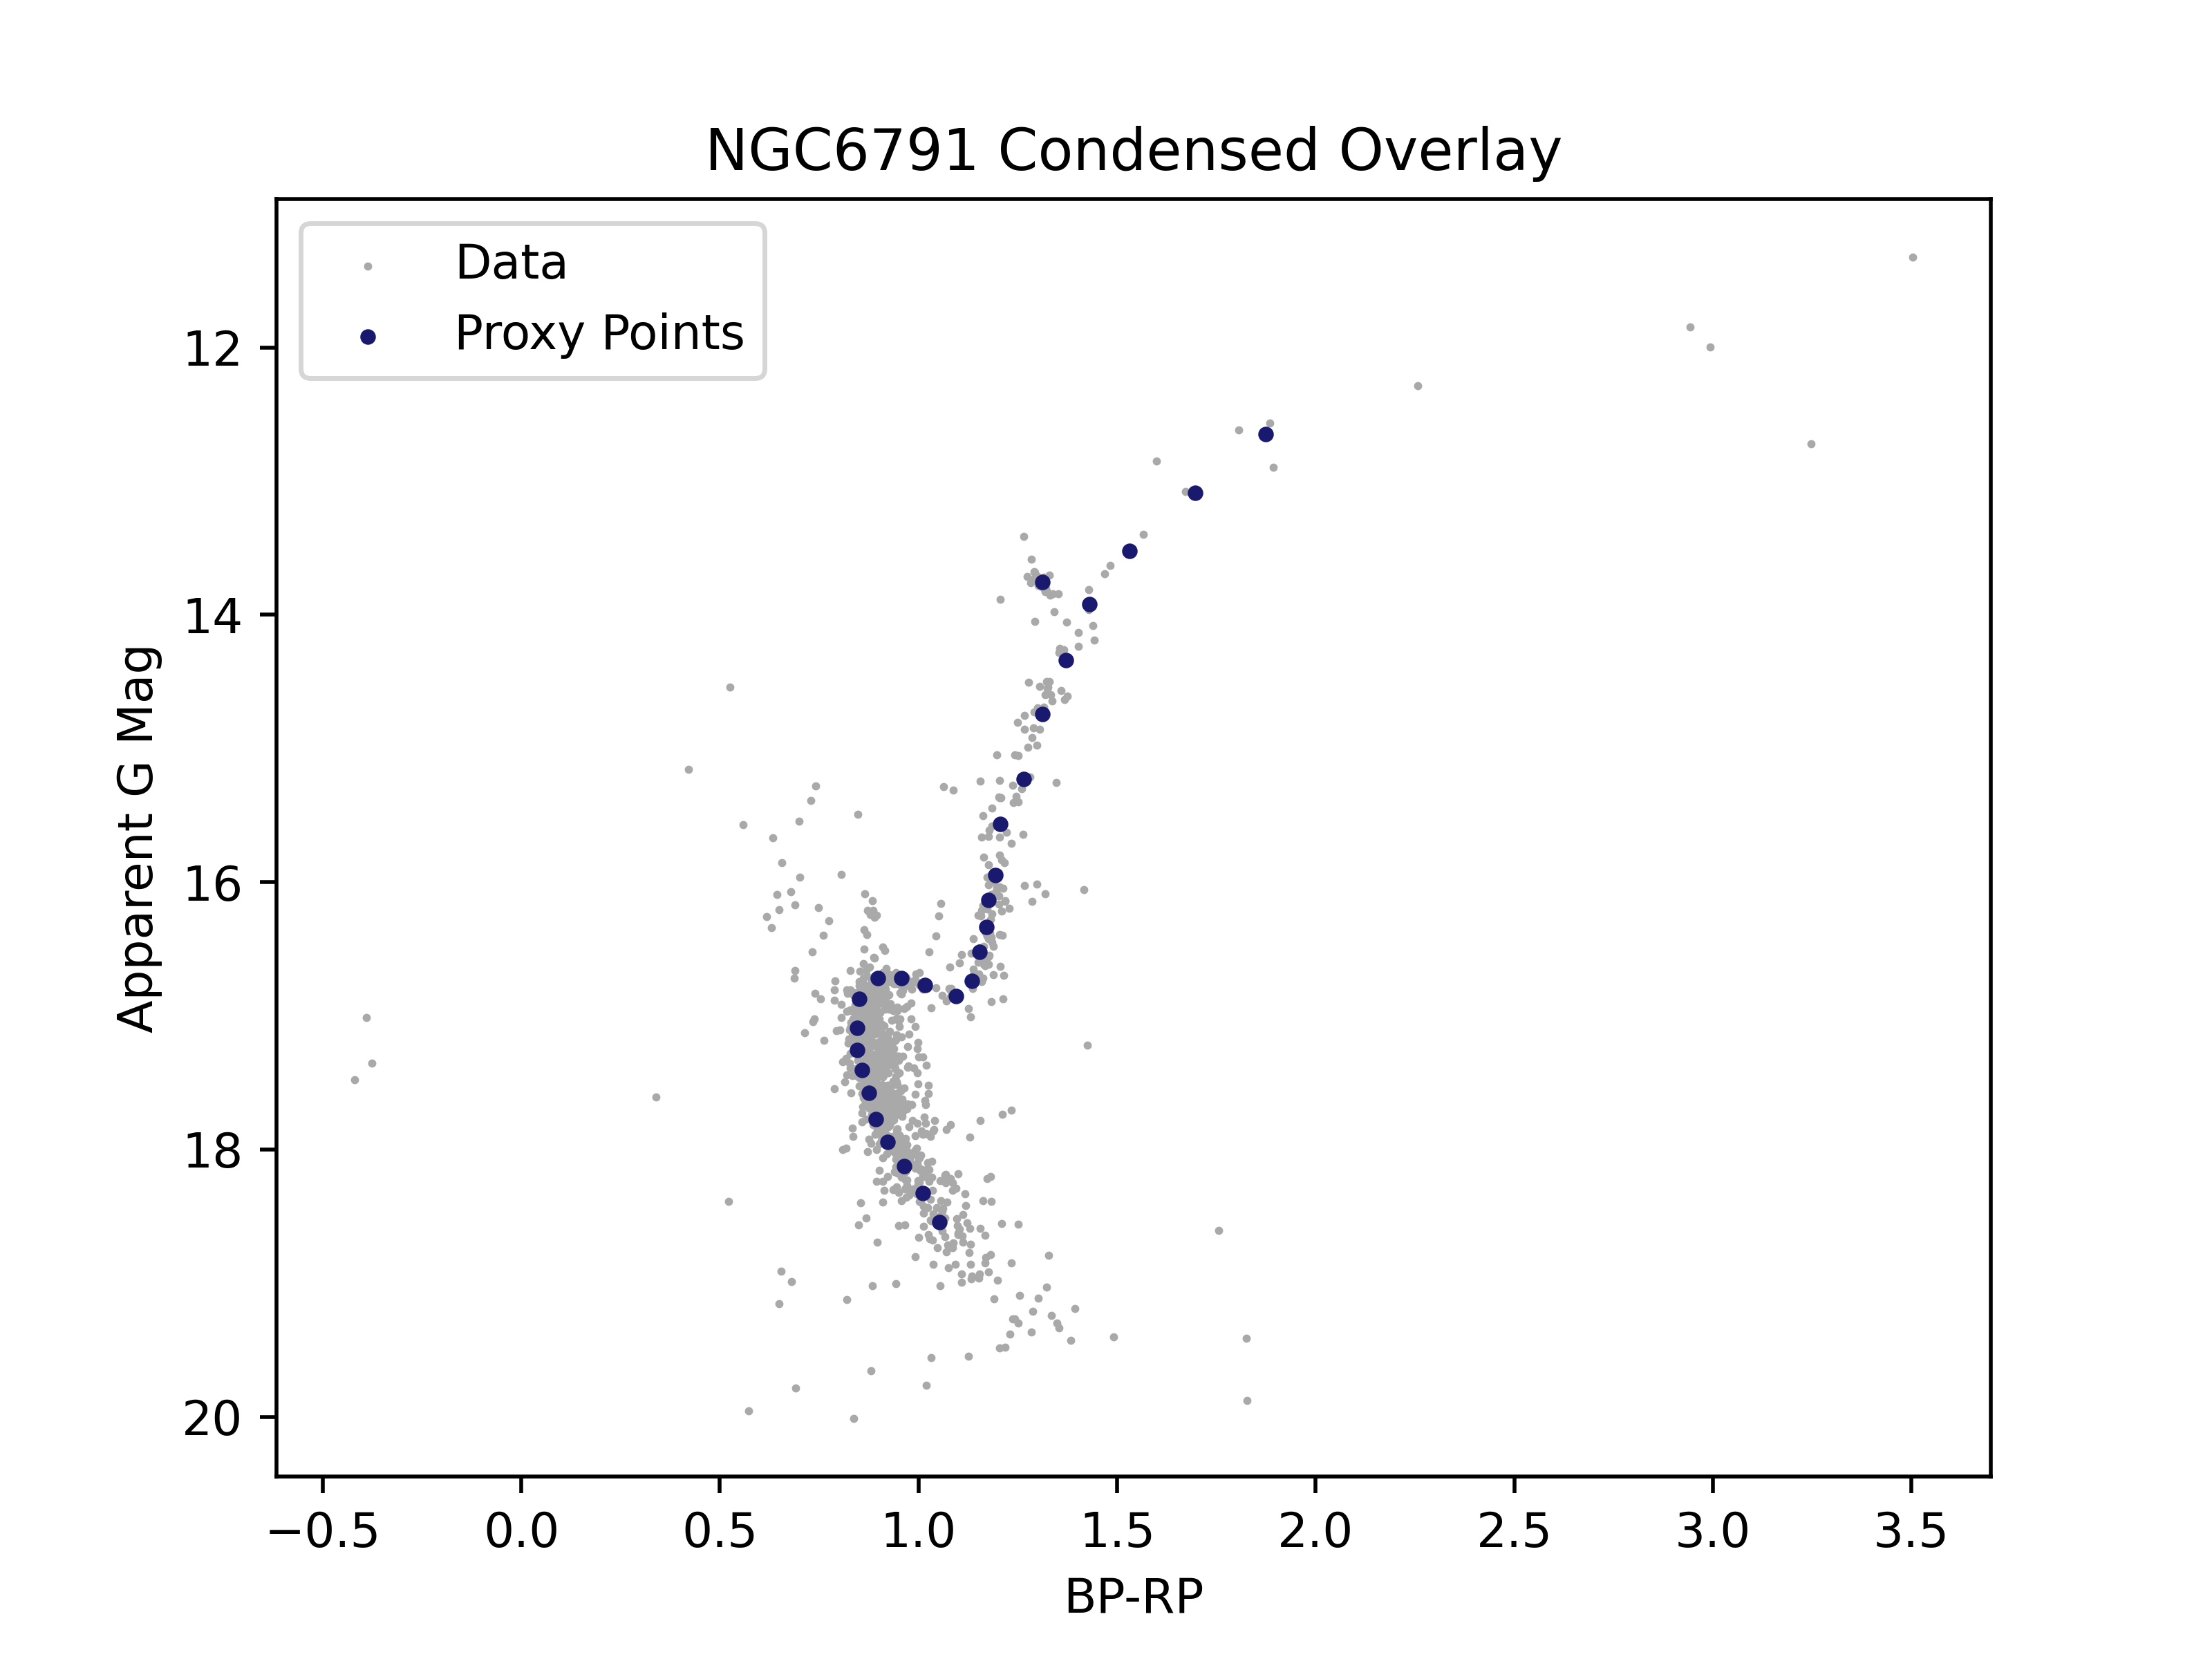 NGC6791 Condensed Overlay
Data
Proxy Points
12
14
16
18
20
Apparent G Mag
−0.5 0.0 0.5 1.0 1.5 2.0 2.5 3.0 3.5
BP-RP